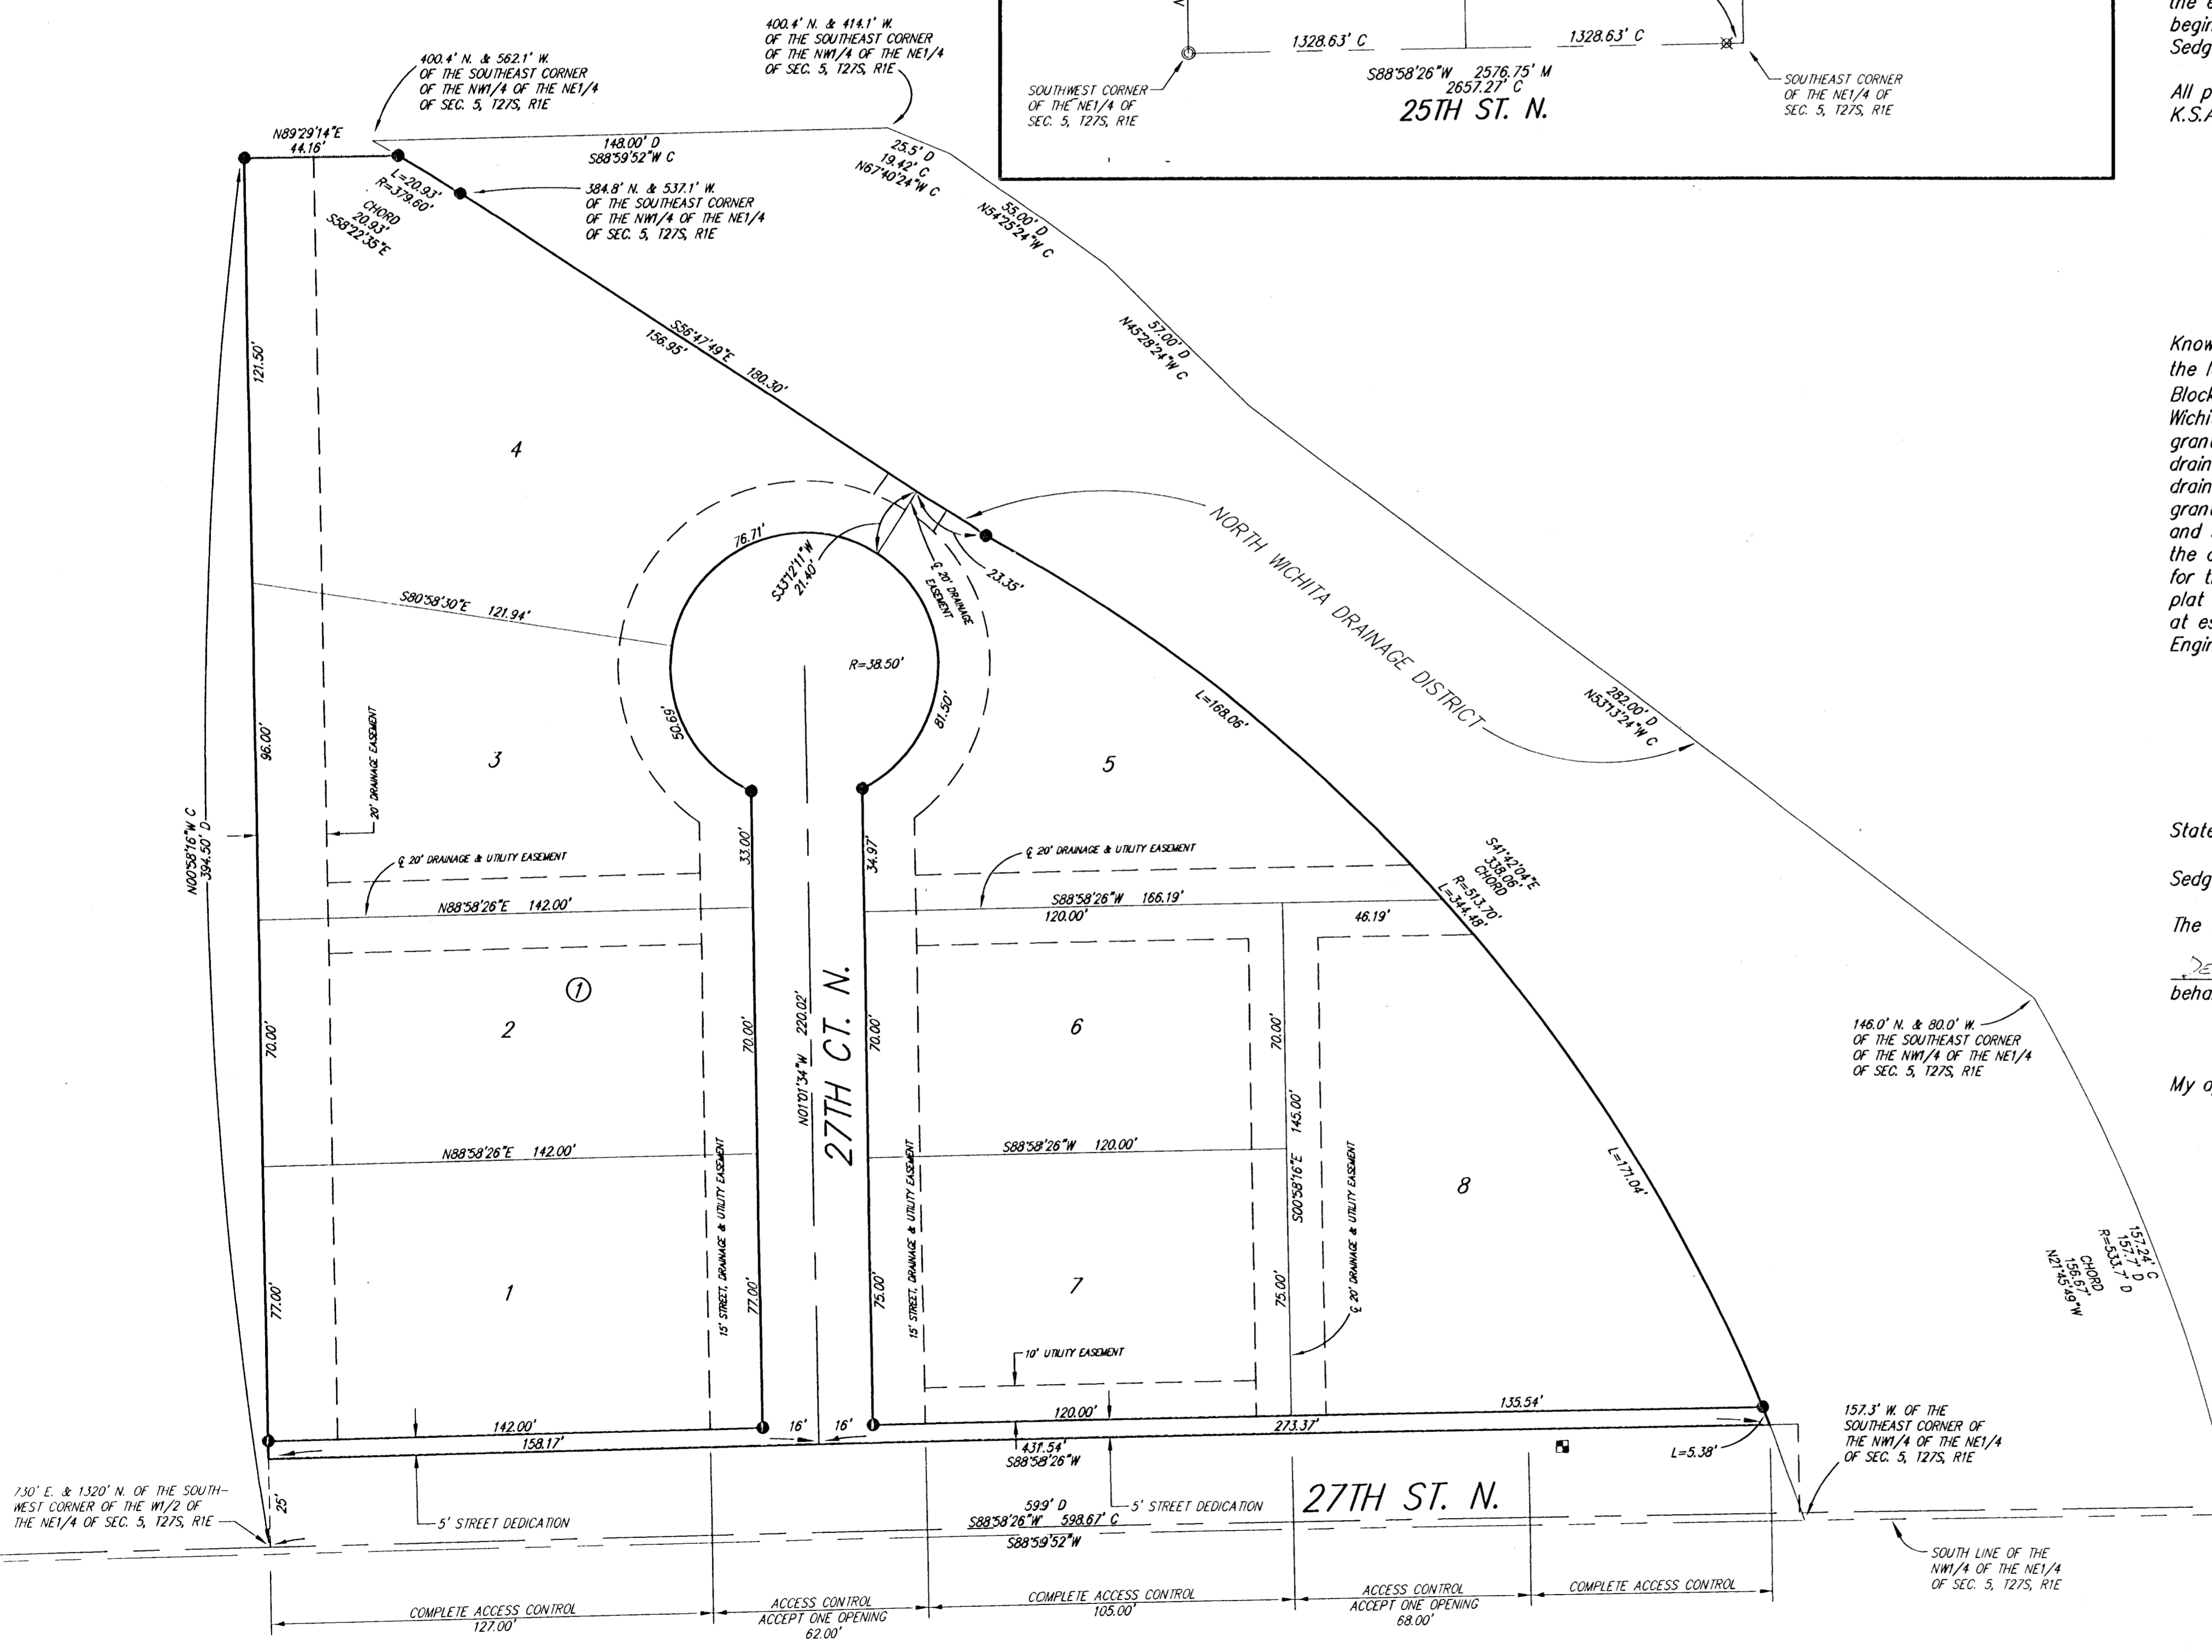 400.4' N. & 562.1' W.
OF THE SOUTHEAST CORNER
OF THE NW1/4 OF THE NE1/4
OF SEC. 5, T27S, R1E
400.4' N. & 414.1' W.
OF THE SOUTHEAST CORNER
OF THE NW1/4 OF THE NE1/4
OF SEC. 5, T27S, R1E
1328.63' C
1328.63' C
S88°58'26"W 2576.75' M
2657.27' C
25TH ST. N.
SOUTHWEST CORNER
OF THE NE1/4 OF
SEC. 5, T27S, R1E
SOUTHEAST CORNER
OF THE NE1/4 OF
SEC. 5, T27S, R1E
begin
Sedg
All p
K.S.A
N89°29'14"E
44.16'
148.00' D
S88°59'52"W C
25.5' D
19.42' C
N67°40'24"W C
L=20.93'
R=379.60'
CHORD
20.93'
S58°22'35"E
384.8' N. & 537.1' W.
OF THE SOUTHEAST CORNER
OF THE NW1/4 OF THE NE1/4
OF SEC. 5, T27S, R1E
55.00' D
N54°25'24"W C
57.00' D
N45°28'24"W C
121.50'
S56°47'49"E
156.95'
180.30'
4
Know
the l
Block
Wichi
gran
drain
drain
gran
and
the
for t
plat
at es
Engin
76.71'
S33°12'11"W
21.40'
℄ 20' DRAINAGE
EASEMENT
23.35'
NORTH WICHITA DRAINAGE DISTRICT
S80°58'30"E 121.94'
R=38.50'
50.69'
81.50'
L=168.06'
282.00' D
N53°13'24"W C
96.00'
20' DRAINAGE EASEMENT
3
5
N00°58'16"W C
394.50' D
33.00'
34.97'
℄ 20' DRAINAGE & UTILITY EASEMENT
℄ 20' DRAINAGE & UTILITY EASEMENT
S41°42'04"E
338.06'
CHORD
R=513.70'
L=344.48'
State
Sedg
The
beha
My
N88°58'26"E 142.00'
S88°58'26"W 166.19'
120.00'
46.19'
1
2
6
70.00'
70.00'
N01°01'34"W 220.02'
27TH CT. N.
70.00'
70.00'
146.0' N. & 80.0' W.
OF THE SOUTHEAST CORNER
OF THE NW1/4 OF THE NE1/4
OF SEC. 5, T27S, R1E
N88°58'26"E 142.00'
S88°58'26"W 120.00'
S00°58'16"E 145.00'
8
L=171.04'
15' STREET, DRAINAGE & UTILITY EASEMENT
15' STREET, DRAINAGE & UTILITY EASEMENT
℄ 20' DRAINAGE & UTILITY EASEMENT
157.24' C
157.7' D
R=533.7' D
CHORD
156.67'
N21°45'49"W
77.00'
1
77.00'
75.00'
7
75.00'
10' UTILITY EASEMENT
142.00'
158.17'
16'
16'
120.00'
135.54'
273.37'
431.54'
S88°58'26"W
L=5.38'
157.3' W. OF THE
SOUTHEAST CORNER OF
THE NW1/4 OF THE NE1/4
OF SEC. 5, T27S, R1E
730' E. & 1320' N. OF THE SOUTH-
WEST CORNER OF THE W1/2 OF
THE NE1/4 OF SEC. 5, T27S, R1E
25'
5' STREET DEDICATION
599' D
S88°58'26"W 598.67' C
S88°59'52"W
5' STREET DEDICATION
27TH ST. N.
SOUTH LINE OF THE
NW1/4 OF THE NE1/4
OF SEC. 5, T27S, R1E
COMPLETE ACCESS CONTROL
127.00'
ACCESS CONTROL
ACCEPT ONE OPENING
62.00'
COMPLETE ACCESS CONTROL
105.00'
ACCESS CONTROL
ACCEPT ONE OPENING
68.00'
COMPLETE ACCESS CONTROL